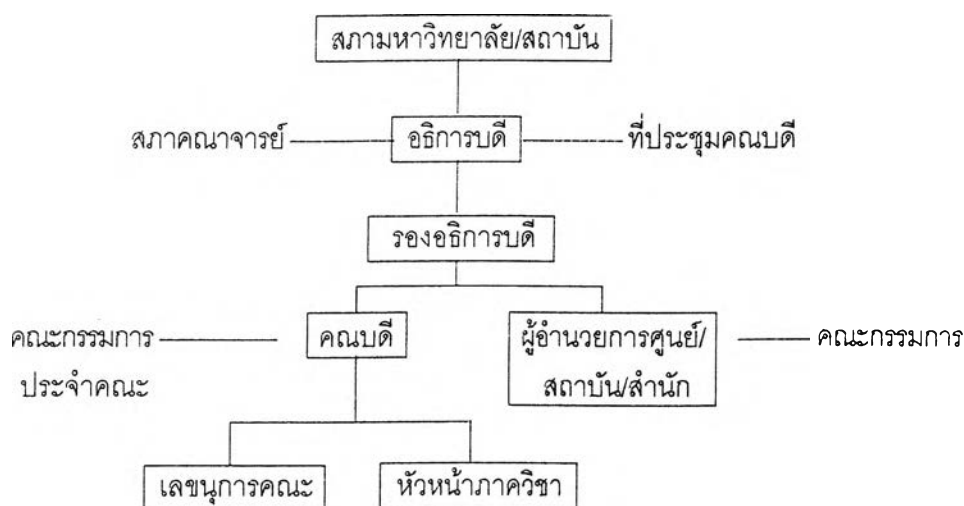 สภามหาวิทยาลัย/สถาบัน
สภาคณาจารย์ อธิการบดี ที่ประชุมคณบดี
รองอธิการบดี
คณะกรรมการ คณบดี ผู้อำนวยการศูนย์/ คณะกรรมการ
ประจำคณะ สถาบัน/สำนัก
เลขนุการคณะ หัวหน้าภาควิชา